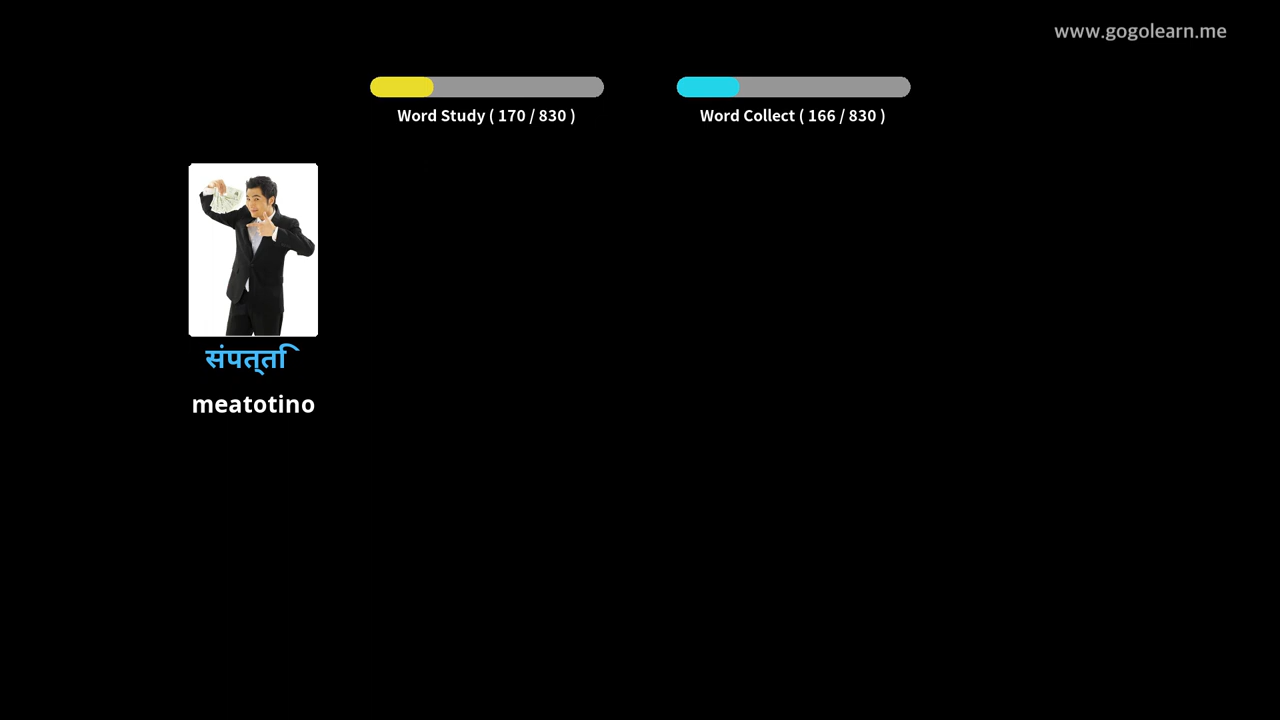 www.gogolearn.me
Word Study ( 170 / 830 )
Word Collect ( 166 / 830 )
संपत्ति
meatotino